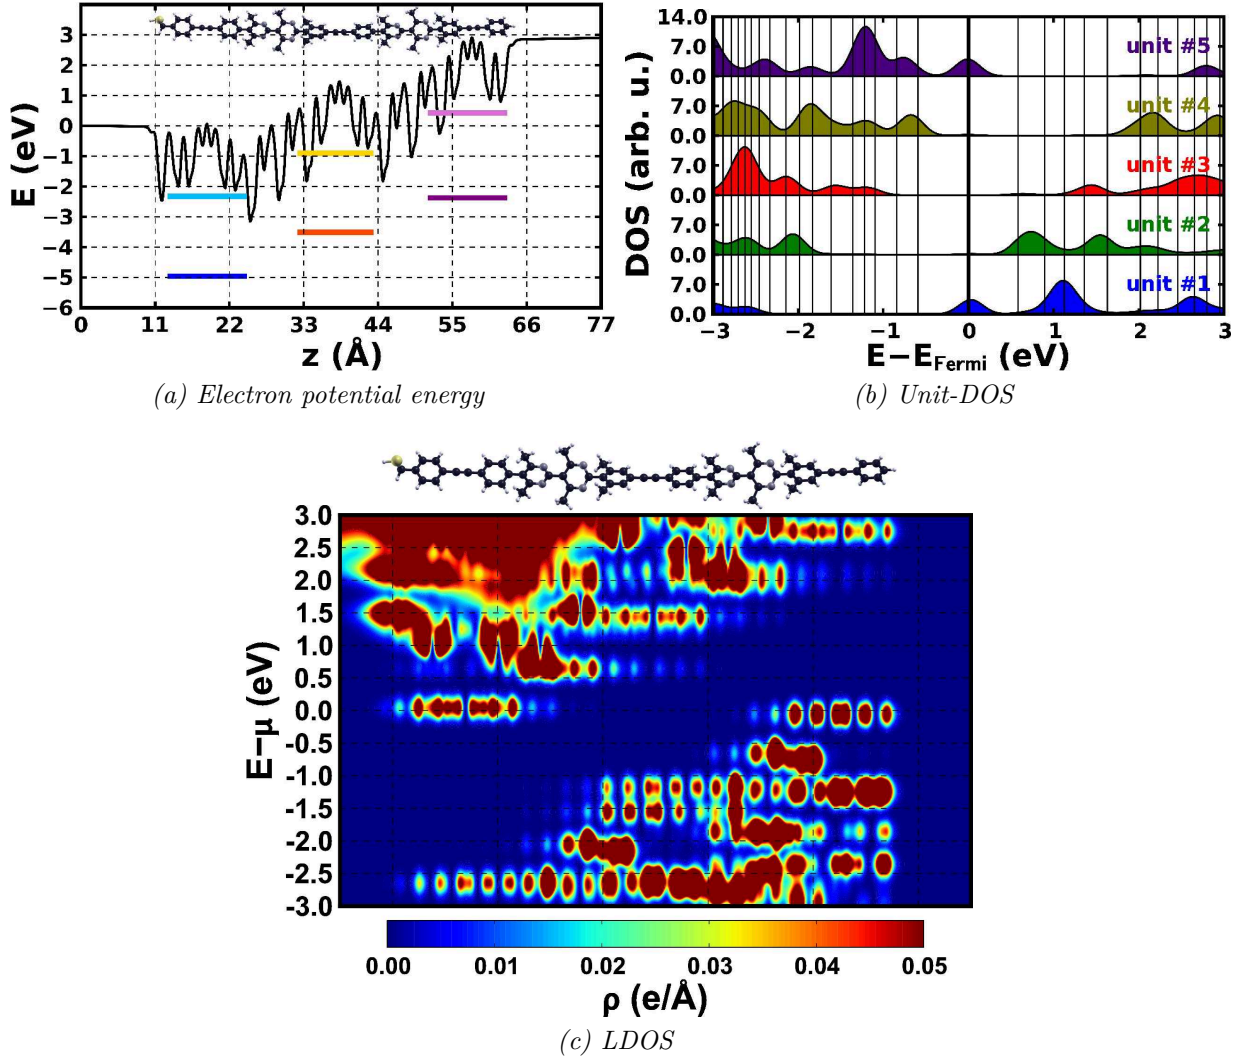 E (eV)
3
2
1
0
−1
−2
−3
−4
−5
−6
0 11 22 33 44 55 66 77
z (Å)
(a) Electron potential energy
DOS (arb. u.)
14.0
7.0
0.0
unit #5
7.0
0.0
unit #4
7.0
0.0
unit #3
7.0
0.0
unit #2
7.0
0.0
unit #1
−3 −2 −1 0 1 2 3
E−EFermi (eV)
(b) Unit-DOS
E−μ (eV)
3.0
2.5
2.0
1.5
1.0
0.5
0.0
-0.5
-1.0
-1.5
-2.0
-2.5
-3.0
0.00 0.01 0.02 0.03 0.04 0.05
ρ (e/Å)
(c) LDOS